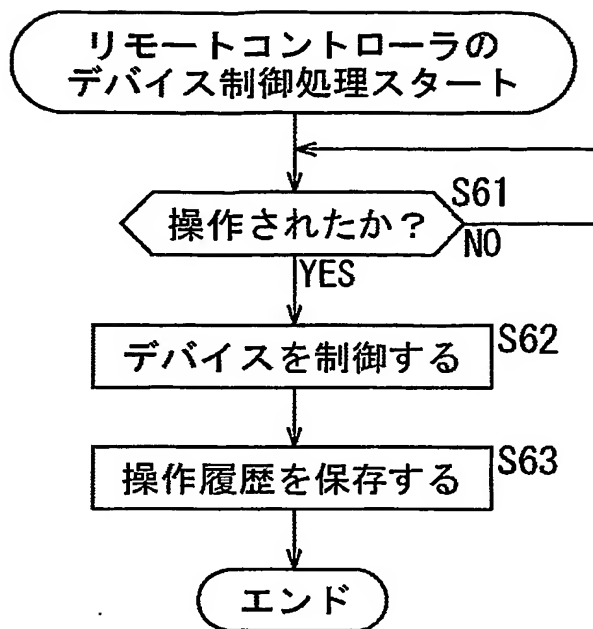 リモートコントローラの
デバイス制御処理スタート
S61
操作されたか?
NO
YES
デバイスを制御する
S62
操作履歴を保存する
S63
エンド